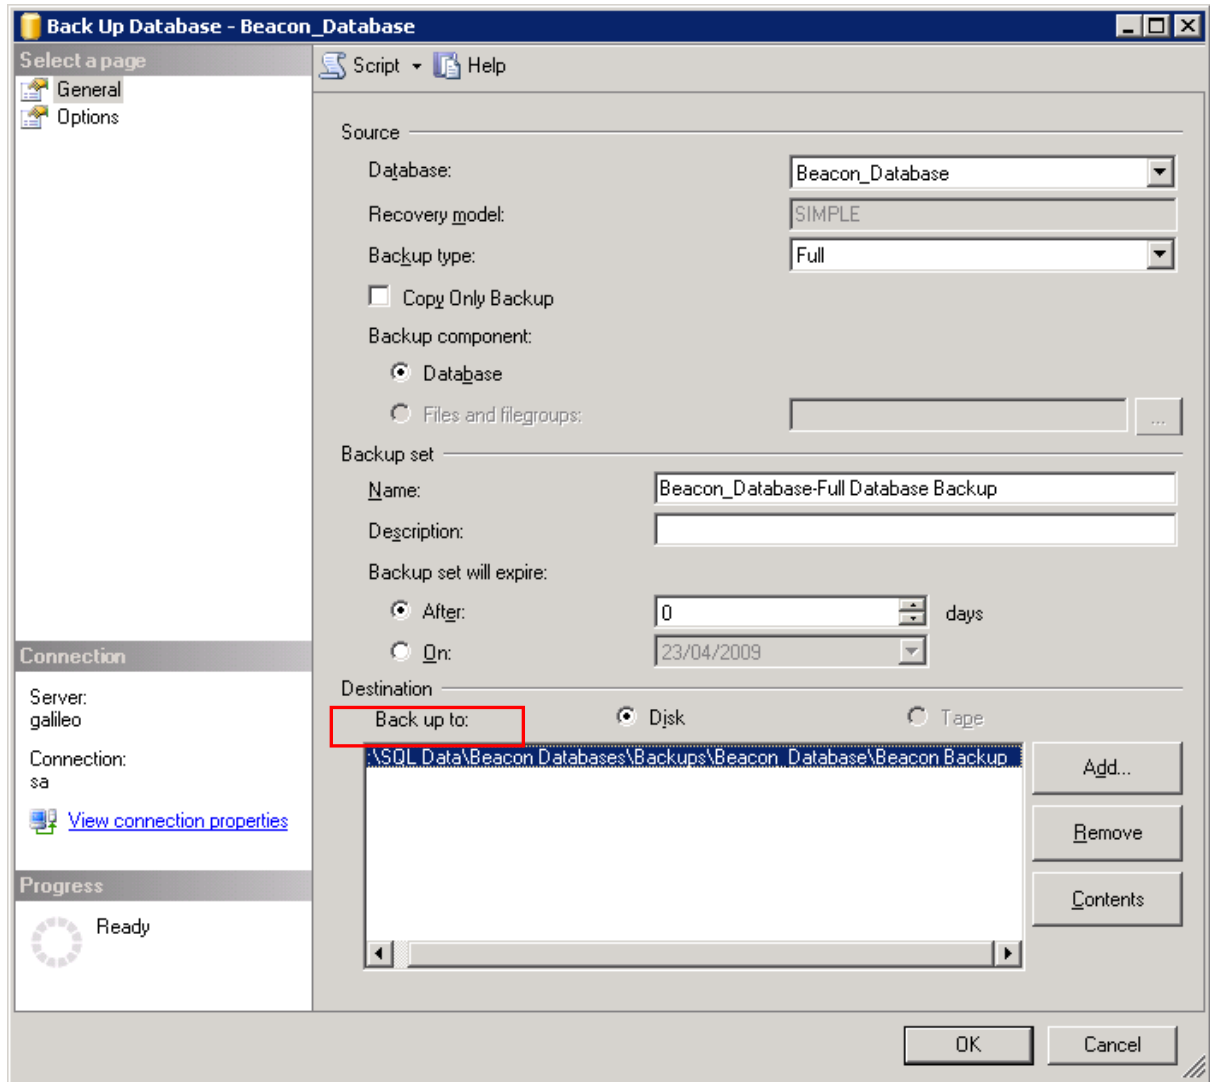 Back Up Database - Beacon_Database
Select a page
General
Options
Script
Help
Source
Database:
Beacon_Database
Recovery model:
SIMPLE
Backup type:
Full
Copy Only Backup
Backup component:
Database
Files and filegroups:
...
Backup set
Name:
Beacon_Database-Full Database Backup
Description:
Backup set will expire:
After:
0
days
On:
23/04/2009
Destination
Back up to:
Disk
Tape
:\SQL Data\Beacon Databases\Backups\Beacon_Database\Beacon Backup
Add...
Remove
Contents
Connection
Server:
galileo
Connection:
sa
View connection properties
Progress
Ready
OK
Cancel